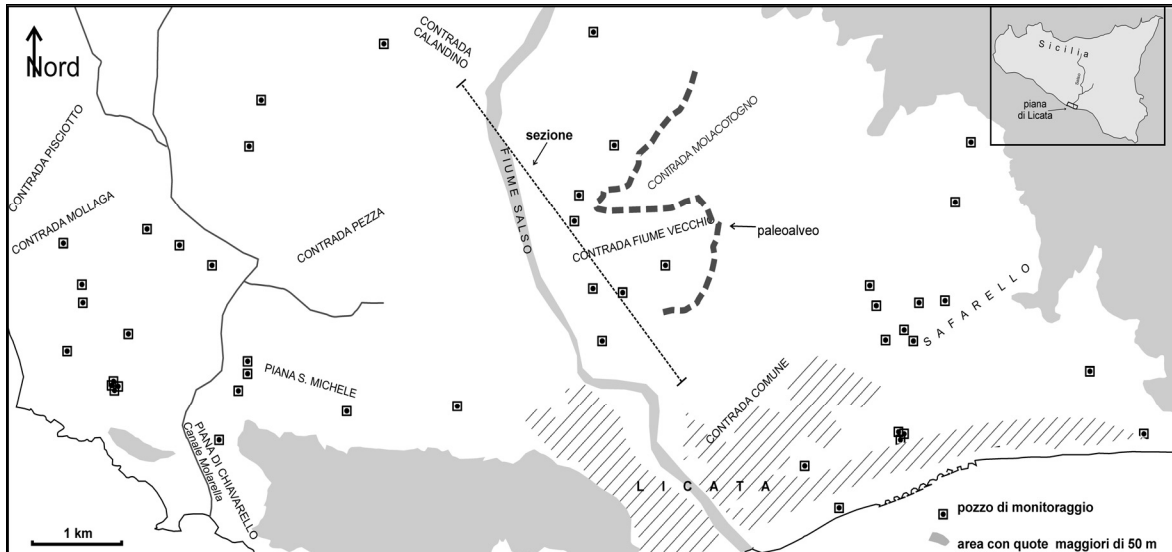 Nord
CONTRADA
CALANDINO
Sicilia
Salso
piana
di Licata
CONTRADA PISCIOTTO
sezione
CONTRADA MOLACOTOGNO
FIUME SALSO
CONTRADA MOLLAGA
CONTRADA PEZZA
CONTRADA FIUME VECCHIO
paleoalveo
SAFARELLO
PIANA S. MICHELE
CONTRADA COMUNE
PIANA DI CHIAVARELLO
Canale Molarella
LICATA
pozzo di monitoraggio
1 km
area con quote maggiori di 50 m